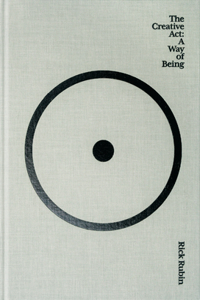 The
Creative
Act: 
A
Way
of
Being
Rick Rubin